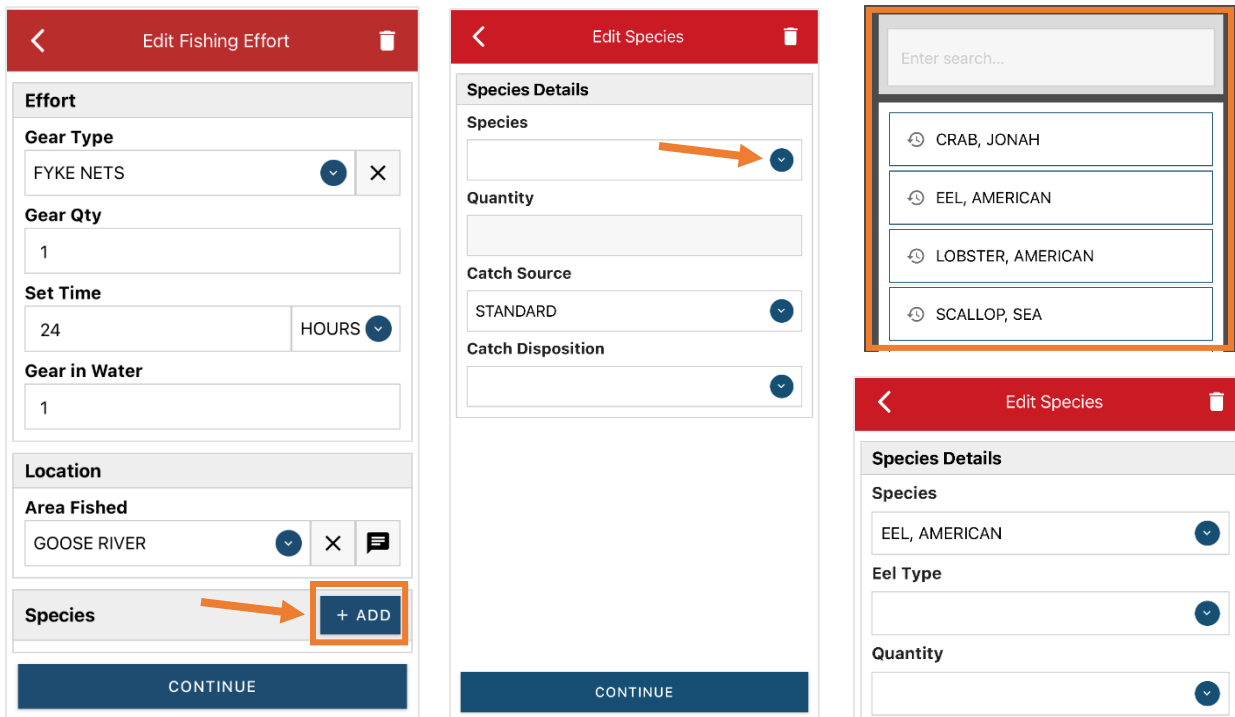 Edit Fishing Effort
Effort
Gear Type
FYKE NETS
Gear Qty
1
Set Time
24 HOURS
Gear in Water
1
Location
Area Fished
GOOSE RIVER
Species + ADD
CONTINUE
Edit Species
Species Details
Species
Quantity
Catch Source
STANDARD
Catch Disposition
CONTINUE
Enter search...
CRAB, JONAH
EEL, AMERICAN
LOBSTER, AMERICAN
SCALLOP, SEA
Edit Species
Species Details
Species
EEL, AMERICAN
Eel Type
Quantity